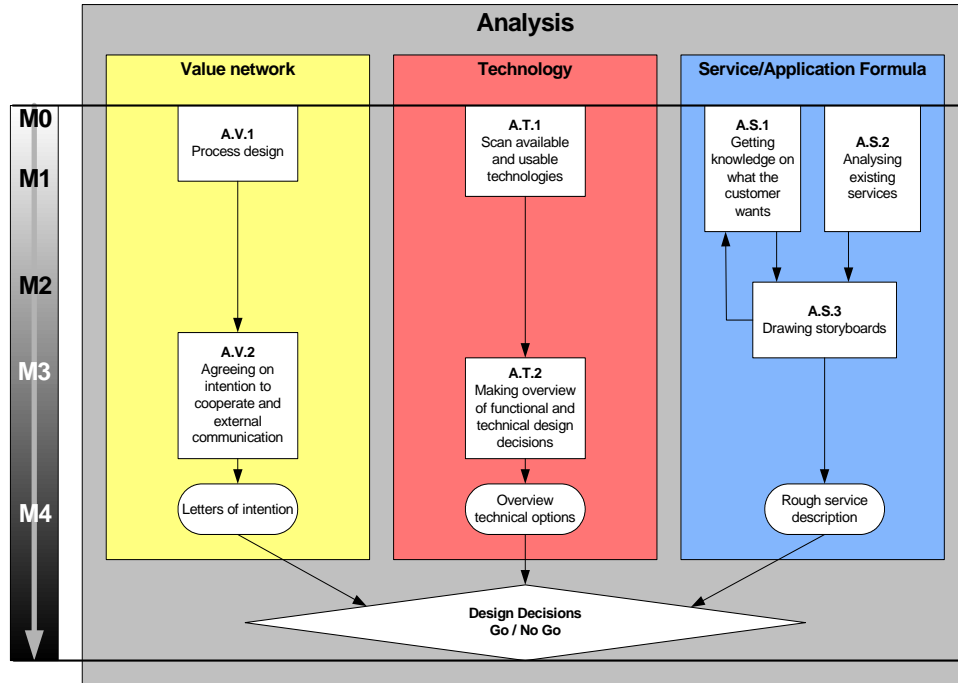 Analysis
Value network
Technology
Service/Application Formula
M0
M1
M2
M3
M4
A.V.1
Process design
A.V.2
Agreeing on
intention to
cooperate and
external
communication
Letters of intention
A.T.1
Scan available
and usable
technologies
A.T.2
Making overview
of functional and
technical design
decisions
Overview
technical options
A.S.1
Getting
knowledge on
what the
customer
wants
A.S.2
Analysing
existing
services
A.S.3
Drawing storyboards
Rough service
description
Design Decisions
Go / No Go